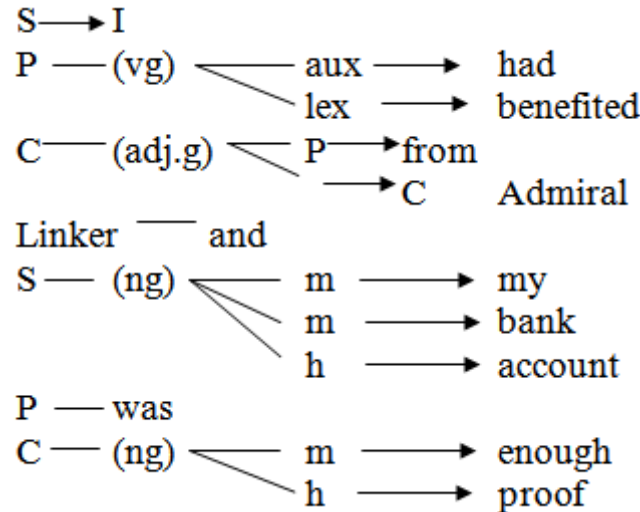 S I
P (vg) aux had
lex benefited
C (adj.g) P from
C Admiral
Linker and
S (ng) m my
m bank
h account
P was
C (ng) m enough
h proof